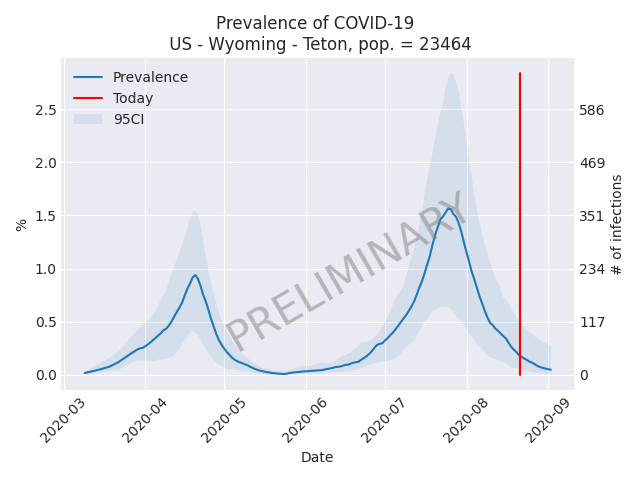 Prevalence of COVID-19
US - Wyoming - Teton, pop. = 23464
Prevalence
Today
95CI
PRELIMINARY
%
2.5
2.0
1.5
1.0
0.5
0.0
586
469
351
234
117
0
# of infections
2020-03
2020-04
2020-05
2020-06
2020-07
2020-08
2020-09
Date